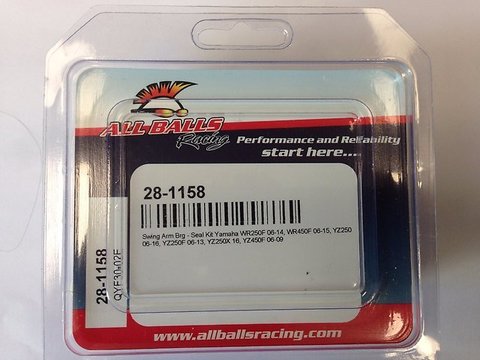 ALL BALLS
Racing
Performance and Reliability
start here....
28-1158
Swing Arm Brg - Seal Kit Yamaha WR250F 06-14, WR450F 06-15, YZ250
06-16, YZ250F 06-13, YZ250X 16, YZ450F 06-09
28-1158
QYE30-02E
www.allballsracing.com